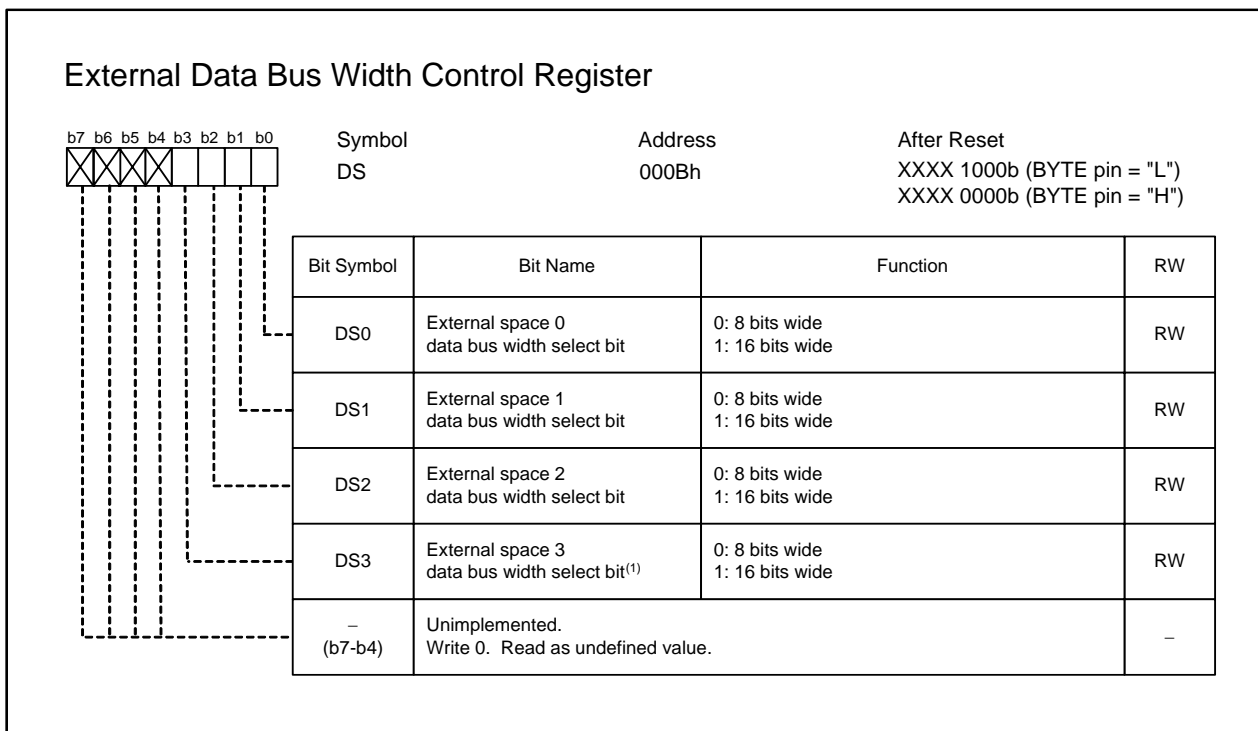 External Data Bus Width Control Register
b7 b6 b5 b4 b3 b2 b1 b0
Symbol Address After Reset
DS 000Bh XXXX 1000b (BYTE pin = "L")
XXXX 0000b (BYTE pin = "H")
Bit Symbol Bit Name Function RW
DS0 External space 0 0: 8 bits wide RW
data bus width select bit 1: 16 bits wide
DS1 External space 1 0: 8 bits wide RW
data bus width select bit 1: 16 bits wide
DS2 External space 2 0: 8 bits wide RW
data bus width select bit 1: 16 bits wide
DS3 External space 3 0: 8 bits wide RW
data bus width select bit(1) 1: 16 bits wide
– Unimplemented. –
(b7-b4) Write 0. Read as undefined value.